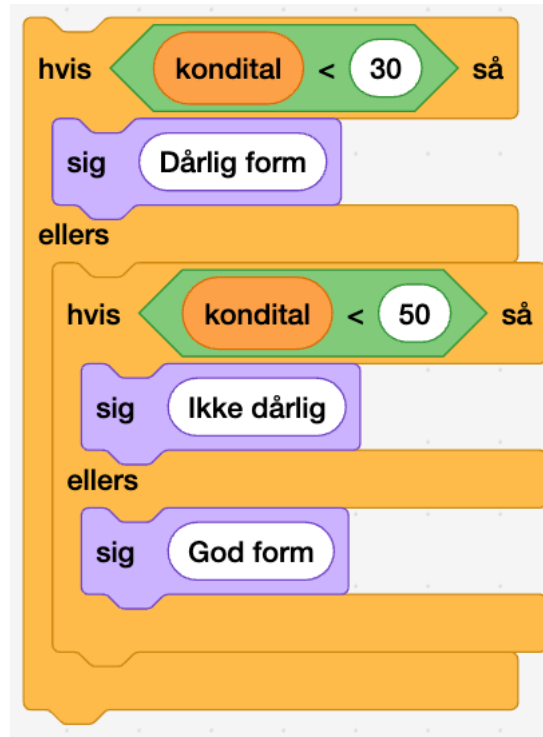 hvis kondital < 30 så
sig Dårlig form
ellers
hvis kondital < 50 så
sig Ikke dårlig
ellers
sig God form